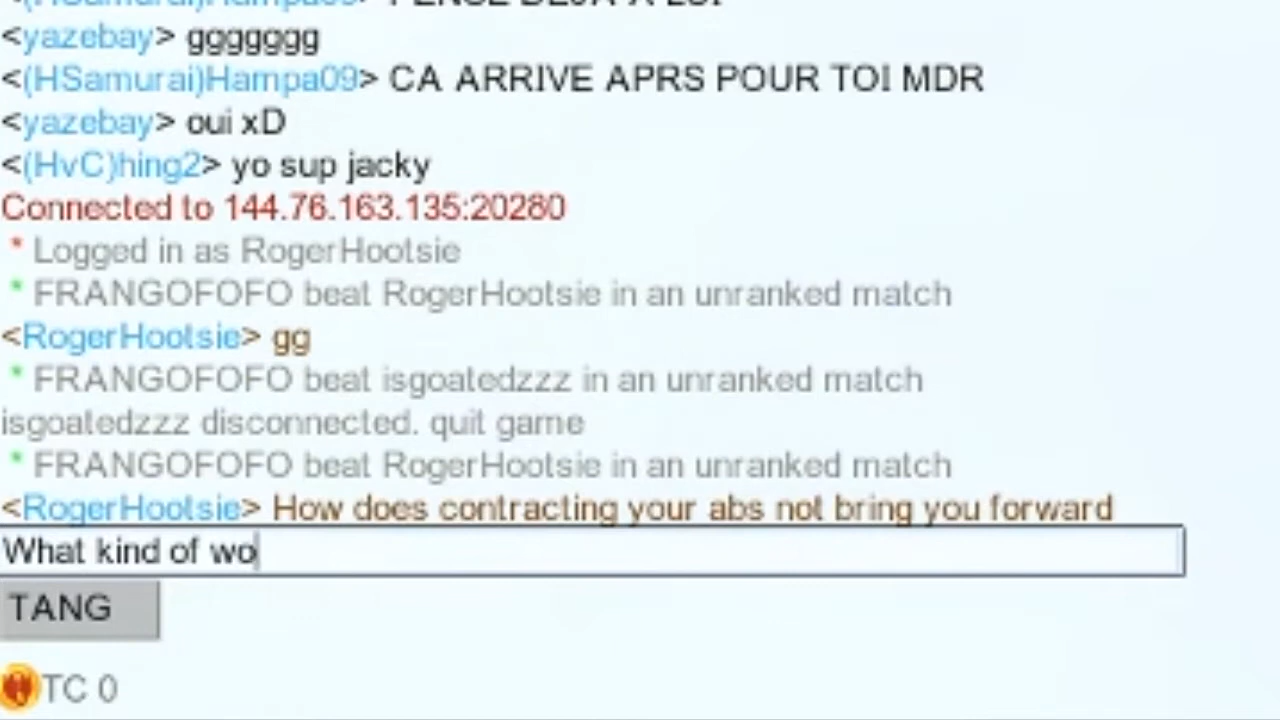 <yazebay> ggggggg
<(HSamurai)Hampa09> CA ARRIVE APRS POUR TOI MDR
<yazebay> oui xD
<(HvC)hing2> yo sup jacky
Connected to 144.76.163.135:20280
* Logged in as RogerHootsie
* FRANGOFOFO beat RogerHootsie in an unranked match
<RogerHootsie> gg
* FRANGOFOFO beat isgoatedzzz in an unranked match
isgoatedzzz disconnected. quit game
* FRANGOFOFO beat RogerHootsie in an unranked match
<RogerHootsie> How does contracting your abs not bring you forward
What kind of wo
TANG
TC 0